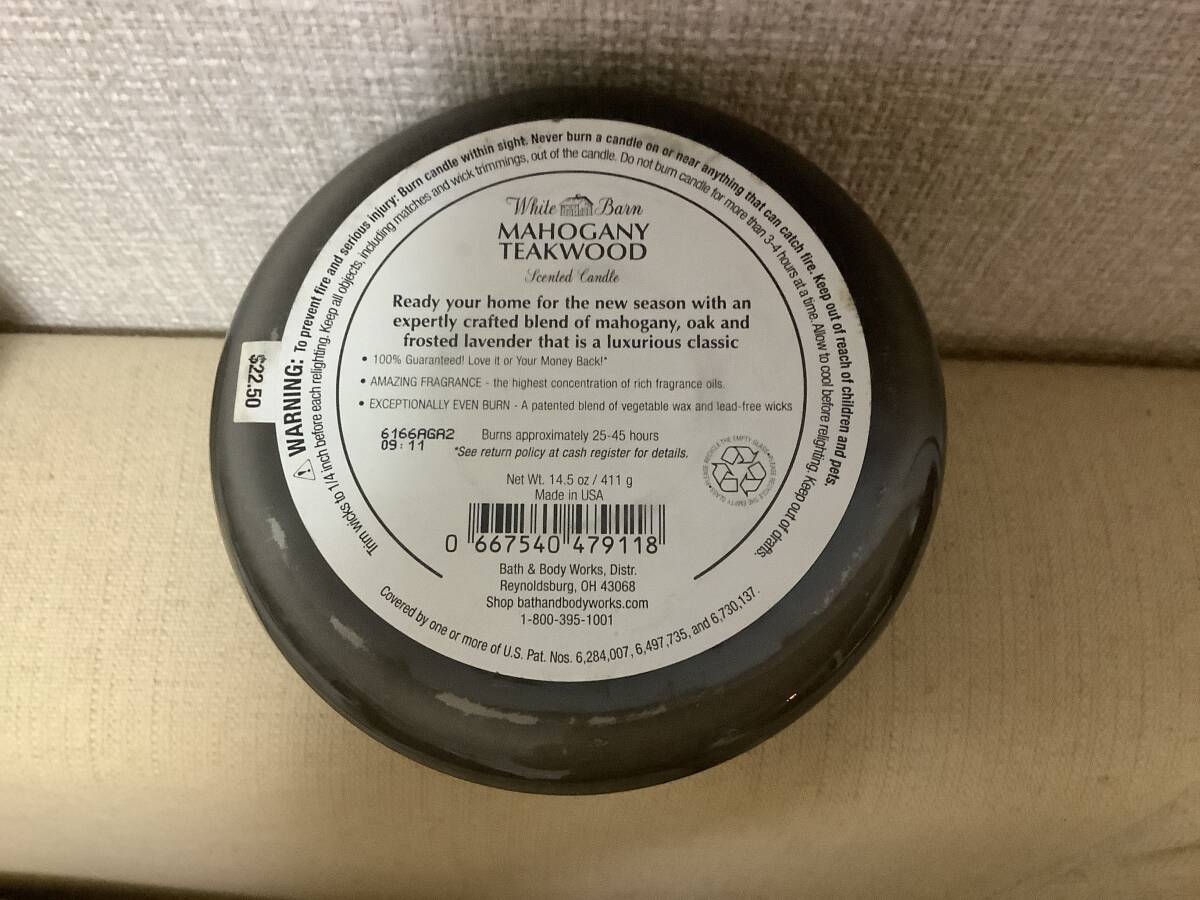 ⚠ WARNING: To prevent fire and serious injury: Burn candle within sight. Never burn a candle on or near anything that can catch fire. Keep out of reach of children and pets.
Trim wicks to 1/4 inch before each relighting. Keep all objects, including matches and wick trimmings, out of the candle. Do not burn candle for more than 3-4 hours at a time. Allow to cool before relighting. Keep out of drafts.
White Barn
MAHOGANY
TEAKWOOD
Scented Candle
Ready your home for the new season with an
expertly crafted blend of mahogany, oak and
frosted lavender that is a luxurious classic
• 100% Guaranteed! Love it or Your Money Back!*
• AMAZING FRAGRANCE - the highest concentration of rich fragrance oils.
• EXCEPTIONALLY EVEN BURN - A patented blend of vegetable wax and lead-free wicks
6166AGA2
09:11
Burns approximately 25-45 hours
*See return policy at cash register for details.
PLEASE RECYCLE THE EMPTY GLASS • PLEASE RECYCLE THE EMPTY GLASS •
Net Wt. 14.5 oz / 411 g
Made in USA
0 667540 479118
Bath & Body Works, Distr.
Reynoldsburg, OH 43068
Shop bathandbodyworks.com
1-800-395-1001
Covered by one or more of U.S. Pat. Nos. 6,284,007, 6,497,735, and 6,730,137.
$22.50